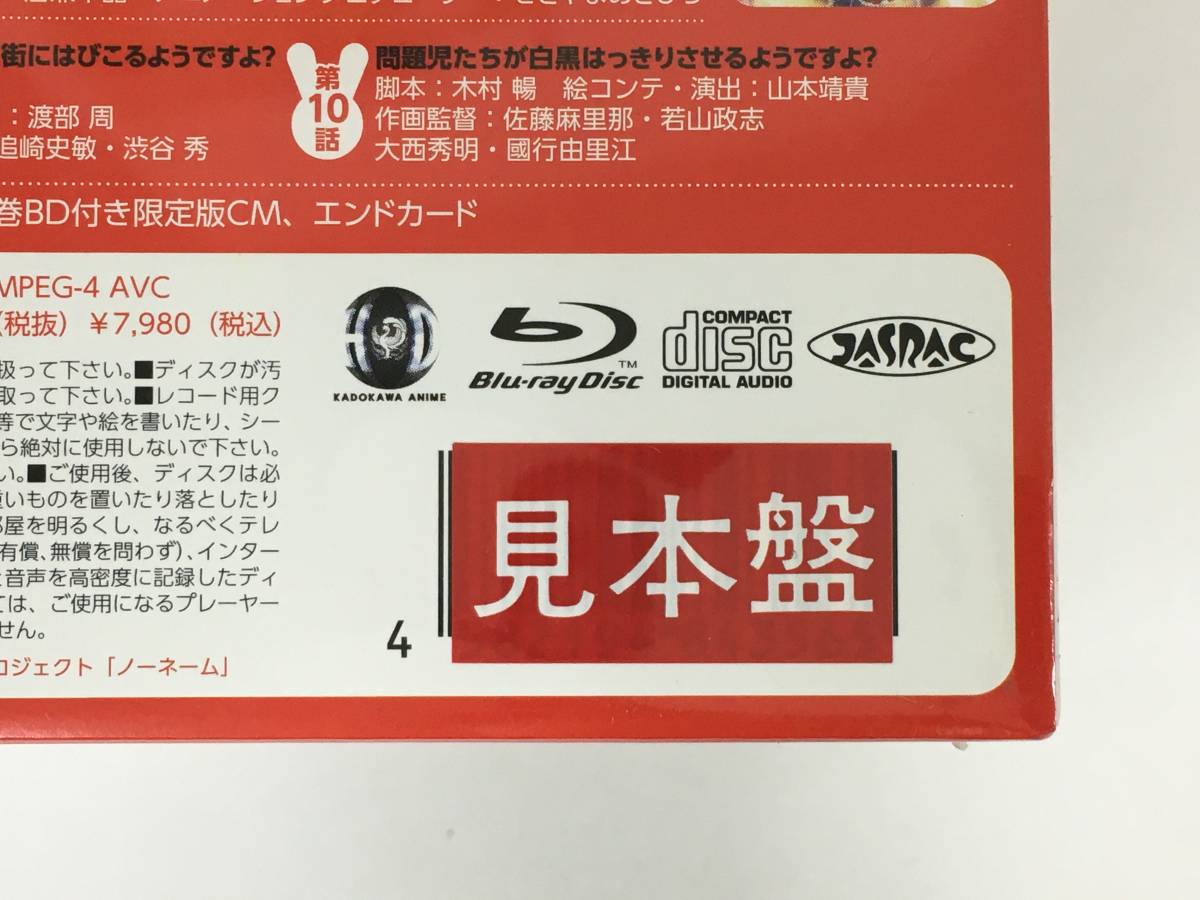 街にはびこるようですよ?
：渡部 周
追崎史敏・渋谷 秀
第
10
話
問題児たちが白黒はっきりさせるようですよ?
脚本：木村 暢　絵コンテ・演出：山本靖貴
作画監督：佐藤麻里那・若山政志
大西秀明・國行由里江
巻BD付き限定版CM、エンドカード
MPEG-4 AVC
(税抜) ￥7,980 (税込)
扱って下さい。■ディスクが汚
取って下さい。■レコード用ク
等で文字や絵を書いたり、シー
ら絶対に使用しないで下さい。
い。■ご使用後、ディスクは必
重いものを置いたり落としたり
部屋を明るくし、なるべくテレ
有償、無償を問わず)、インター
と音声を高密度に記録したディ
ては、ご使用になるプレーヤー
せん。
ロジェクト「ノーネーム」
KADOKAWA ANIME
Blu-ray Disc TM
COMPACT
disc
DIGITAL AUDIO
JASRAC
見本盤
4